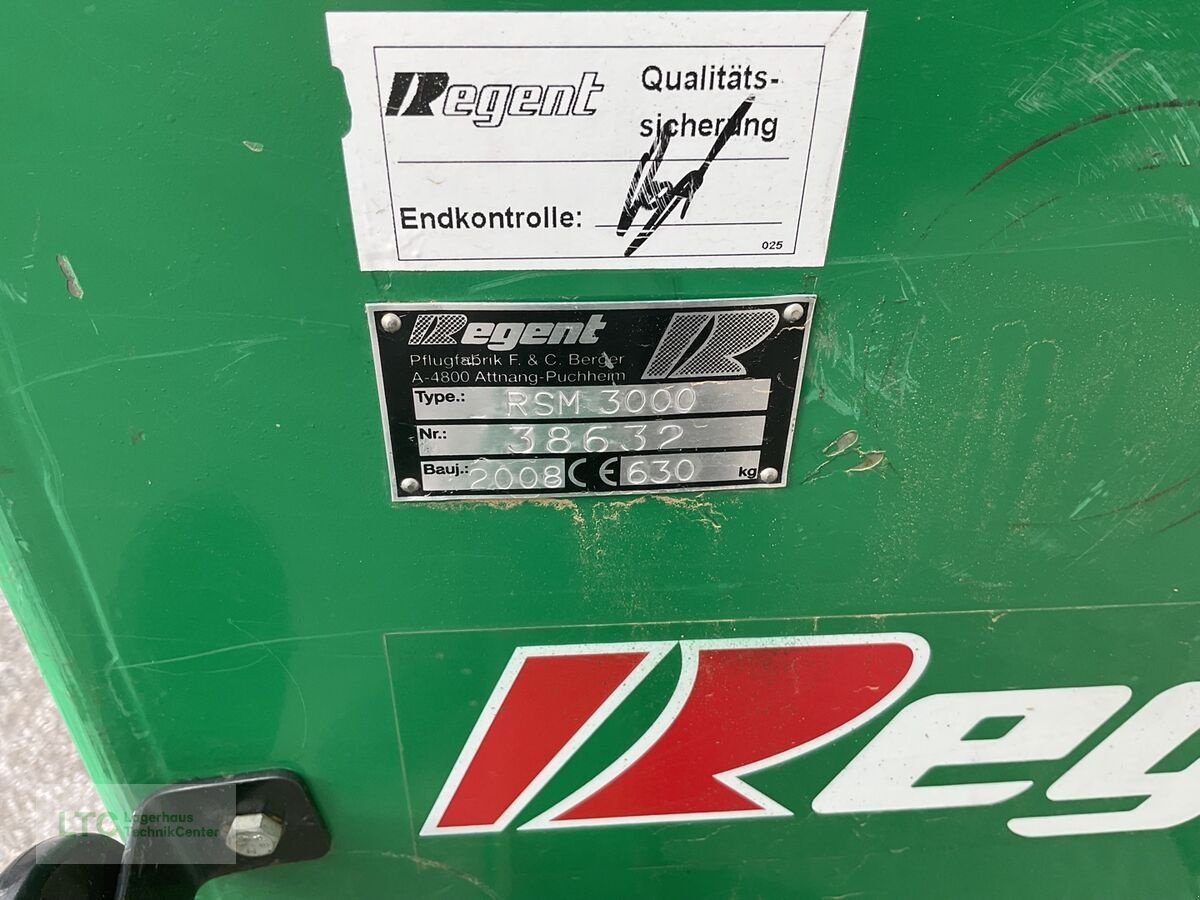 Regent
Qualitäts-
sicherung
Endkontrolle:
025
Regent
Pflugfabrik F. & C. Berger
A-4800 Attnang-Puchheim
Type.: RSM 3000
Nr.: 38632
Bauj.: 2008 CE 630 kg
Reg
LTC Lagerhaus
TechnikCenter